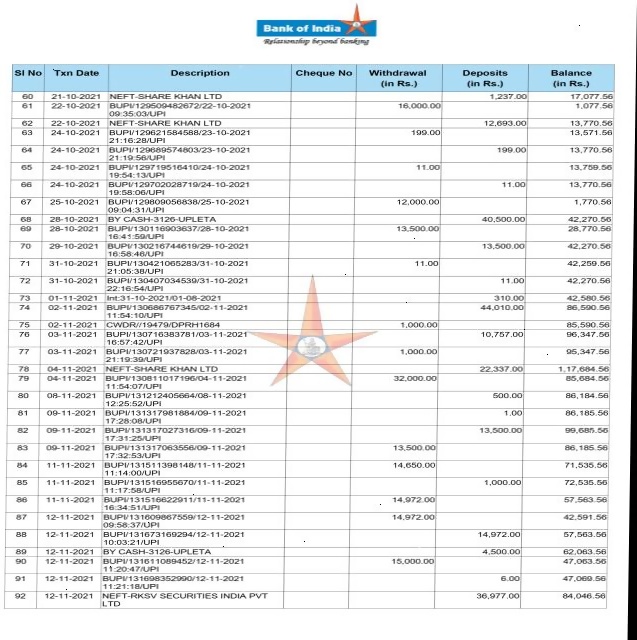 Bank of India
Relationship beyond banking
Sl No Txn Date Description Cheque No Withdrawal (in Rs.) Deposits (in Rs.) Balance (in Rs.)
60 21-10-2021 NEFT-SHARE KHAN LTD 1,237.00 17,077.56
61 22-10-2021 BUPI/129509482672/22-10-2021 16,000.00 1,077.56
09:35:03/UPI
62 22-10-2021 NEFT-SHARE KHAN LTD 12,693.00 13,770.56
63 24-10-2021 BUPI/129621584588/23-10-2021 199.00 13,571.56
21:16:28/UPI
64 24-10-2021 BUPI/129689574803/23-10-2021 199.00 13,770.56
21:19:56/UPI
65 24-10-2021 BUPI/129719516410/24-10-2021 11.00 13,759.56
19:54:13/UPI
66 24-10-2021 BUPI/129702028719/24-10-2021 11.00 13,770.56
19:58:06/UPI
67 25-10-2021 BUPI/129809056838/25-10-2021 12,000.00 1,770.56
09:04:31/UPI
68 28-10-2021 BY CASH-3126-UPLETA 40,500.00 42,270.56
69 28-10-2021 BUPI/130116903637/28-10-2021 13,500.00 28,770.56
16:41:59/UPI
70 29-10-2021 BUPI/130216744619/29-10-2021 13,500.00 42,270.56
16:58:46/UPI
71 31-10-2021 BUPI/130421065283/31-10-2021 11.00 42,259.56
21:05:38/UPI
72 31-10-2021 BUPI/130407034539/31-10-2021 11.00 42,270.56
22:16:54/UPI
73 01-11-2021 Int:31-10-2021/01-08-2021 310.00 42,580.56
74 02-11-2021 BUPI/130686767345/02-11-2021 44,010.00 86,590.56
11:54:10/UPI
75 02-11-2021 CWDR//19479/DPRH1684 1,000.00 85,590.56
76 03-11-2021 BUPI/130716383781/03-11-2021 10,757.00 96,347.56
16:57:42/UPI
77 03-11-2021 BUPI/130721937828/03-11-2021 1,000.00 95,347.56
21:19:39/UPI
78 04-11-2021 NEFT-SHARE KHAN LTD 22,337.00 1,17,684.56
79 04-11-2021 BUPI/130811017196/04-11-2021 32,000.00 85,684.56
11:54:07/UPI
80 08-11-2021 BUPI/131212405664/08-11-2021 500.00 86,184.56
12:25:52/UPI
81 09-11-2021 BUPI/131317981884/09-11-2021 1.00 86,185.56
17:28:08/UPI
82 09-11-2021 BUPI/131317027316/09-11-2021 13,500.00 99,685.56
17:31:25/UPI
83 09-11-2021 BUPI/131317063556/09-11-2021 13,500.00 86,185.56
17:32:53/UPI
84 11-11-2021 BUPI/131511398148/11-11-2021 14,650.00 71,535.56
11:14:00/UPI
85 11-11-2021 BUPI/131516955670/11-11-2021 1,000.00 72,535.56
11:17:58/UPI
86 11-11-2021 BUPI/131516622911/11-11-2021 14,972.00 57,563.56
16:34:51/UPI
87 12-11-2021 BUPI/131609867559/12-11-2021 14,972.00 42,591.56
09:58:37/UPI
88 12-11-2021 BUPI/131673169294/12-11-2021 14,972.00 57,563.56
10:03:21/UPI
89 12-11-2021 BY CASH-3126-UPLETA 4,500.00 62,063.56
90 12-11-2021 BUPI/131611089452/12-11-2021 15,000.00 47,063.56
11:20:47/UPI
91 12-11-2021 BUPI/131698352990/12-11-2021 6.00 47,069.56
11:21:18/UPI
92 12-11-2021 NEFT-RKSV SECURITIES INDIA PVT 36,977.00 84,046.56
LTD